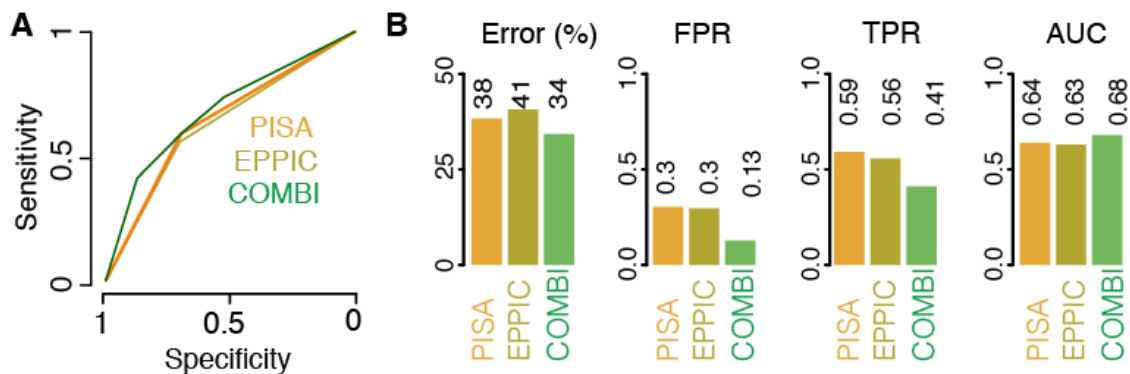 A
1
0.5
0
Sensitivity
1
0.5
0
Specificity
PISA
EPPIC
COMBI
B
Error (%)
50
25
0
38
41
34
PISA
EPPIC
COMBI
FPR
1.0
0.5
0.0
0.3
0.3
0.13
PISA
EPPIC
COMBI
TPR
1.0
0.5
0.0
0.59
0.56
0.41
PISA
EPPIC
COMBI
AUC
1.0
0.5
0.0
0.64
0.63
0.68
PISA
EPPIC
COMBI